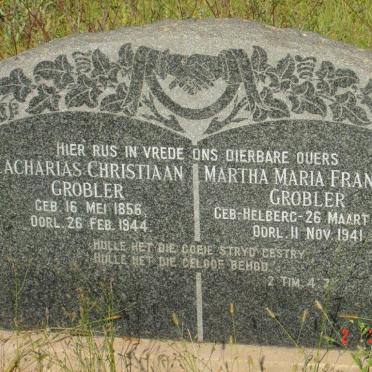 HIER RUS IN VREDE ONS DIERBARE OUERS
ZACHARIAS CHRISTIAAN
GROBLER
GEB. 16 MEI 1856.
OORL. 26 FEB. 1944.
MARTHA MARIA FRAN
GROBLER
GEB-HELBERG-26 MAART
OORL. 11 NOV. 1941
HULLE HET DIE GOEIE STRYD GESTRY
HULLE HET DIE GELOOF BEHOU.
2 TIM. 4.7